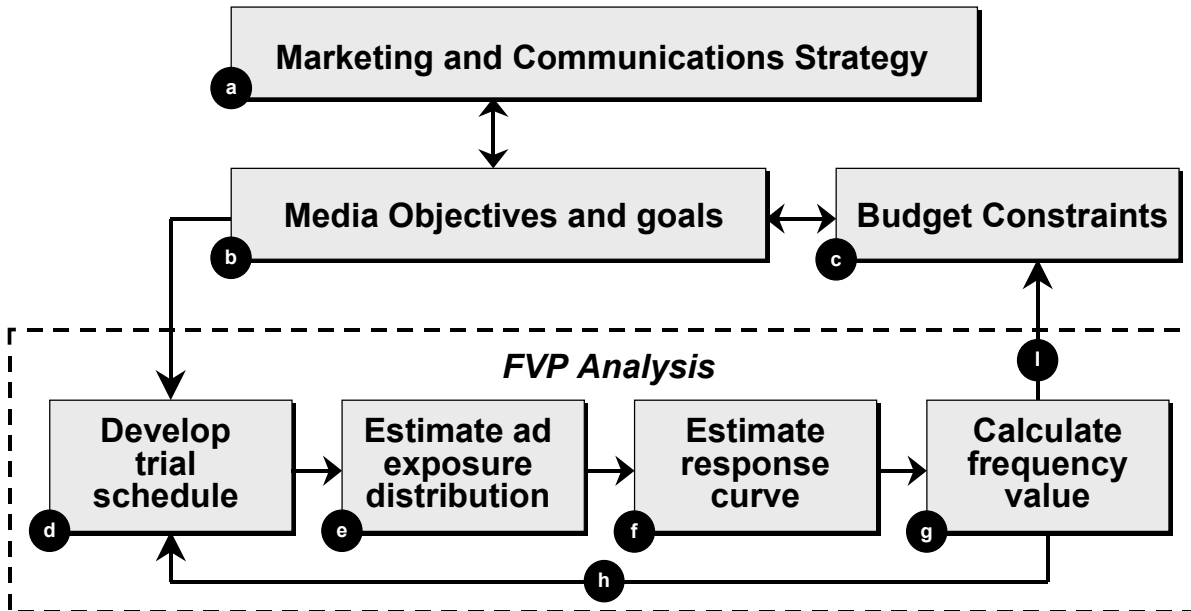 Marketing and Communications Strategy
a
Media Objectives and goals
b
Budget Constraints
c
FVP Analysis
l
Develop
trial
schedule
d
Estimate ad
exposure
distribution
e
Estimate
response
curve
f
Calculate
frequency
value
g
h